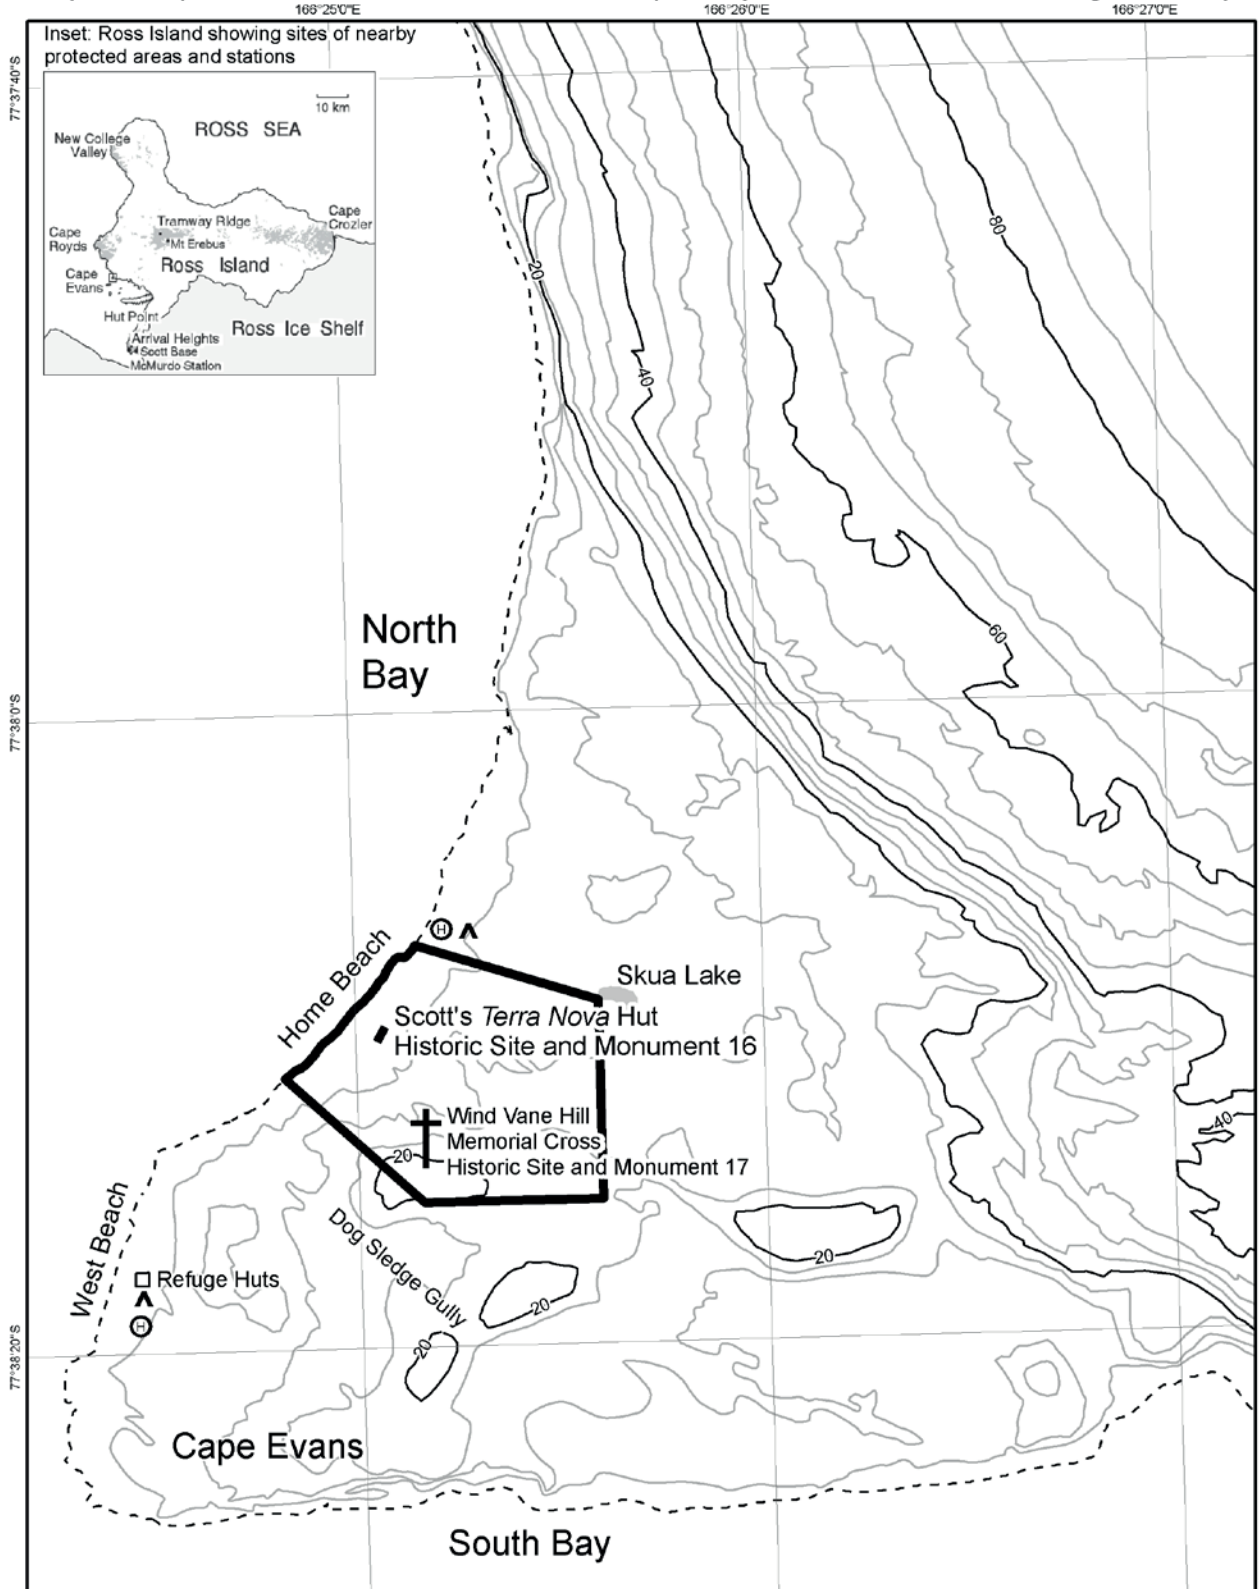 166°25'0"E
166°26'0"E
166°27'0"E
Inset: Ross Island showing sites of nearby
protected areas and stations
77°37'40"S
10 km
ROSS SEA
New College
Valley
Cape
Crozier
Tramway Ridge
Cape
Royds
Mt Erebus
Ross Island
Cape
Evans
Hut Point
Ross Ice Shelf
Arrival Heights
Scott Base
McMurdo Station
80
20
40
60
North
Bay
77°38'0"S
H
Home Beach
Skua Lake
Scott's Terra Nova Hut
Historic Site and Monument 16
Wind Vane Hill
Memorial Cross
Historic Site and Monument 17
20
40
West Beach
Dog Sledge Gully
20
Refuge Huts
20
H
20
77°38'20"S
Cape Evans
South Bay